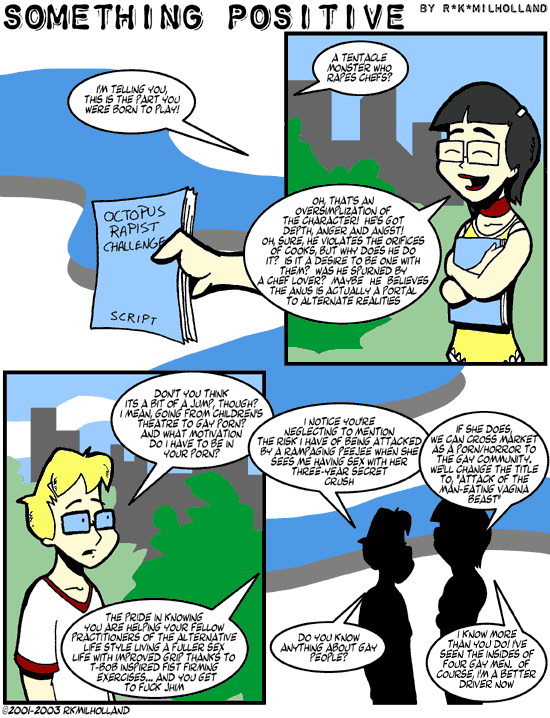 SOMETHING POSITIVE BY R*K*MILHOLLAND
I'M TELLING YOU,
THIS IS THE PART YOU
WERE BORN TO PLAY!
OCTOPUS
RAPIST
CHALLENGE
SCRIPT
A TENTACLE
MONSTER WHO
RAPES CHEFS?
OH, THAT'S AN
OVERSIMPLIZATION OF
THE CHARACTER! HE'S GOT
DEPTH, ANGER AND ANGST!
OH, SURE, HE VIOLATES THE ORIFICES
OF COOKS, BUT WHY DOES HE DO
IT? IS IT A DESIRE TO BE ONE WITH
THEM? WAS HE SPURNED BY
A CHEF LOVER? MAYBE HE BELIEVES
THE ANUS IS ACTUALLY A PORTAL
TO ALTERNATE REALITIES
DON'T YOU THINK
ITS A BIT OF A JUMP, THOUGH?
I MEAN, GOING FROM CHILDREN'S
THEATRE TO GAY PORN?
AND WHAT MOTIVATION
DO I HAVE TO BE IN
YOUR PORN?
THE PRIDE IN KNOWING
YOU ARE HELPING YOUR FELLOW
PRACTITIONERS OF THE ALTERNATIVE
LIFE STYLE LIVING A FULLER SEX
LIFE WITH IMPROVED GRIP THANKS TO
T-BOB INSPIRED FIST FIRMING
EXERCISES... AND YOU GET
TO FUCK JHIM
I NOTICE YOU'RE
NEGLECTING TO MENTION
THE RISK I HAVE OF BEING ATTACKED
BY A RAMPAGING PEEJEE WHEN SHE
SEES ME HAVING SEX WITH HER
THREE-YEAR SECRET
CRUSH
IF SHE DOES,
WE CAN CROSS MARKET
AS A PORN/HORROR TO
THE GAY COMMUNITY.
WE'LL CHANGE THE TITLE
TO, "ATTACK OF THE
MAN-EATING VAGINA
BEAST"
DO YOU KNOW
ANYTHING ABOUT GAY
PEOPLE?
I KNOW MORE
THAN YOU DO! I'VE
SEEN THE INSIDES OF
FOUR GAY MEN. OF
COURSE, I'M A BETTER
DRIVER NOW
©2001-2003 RKMILHOLLAND